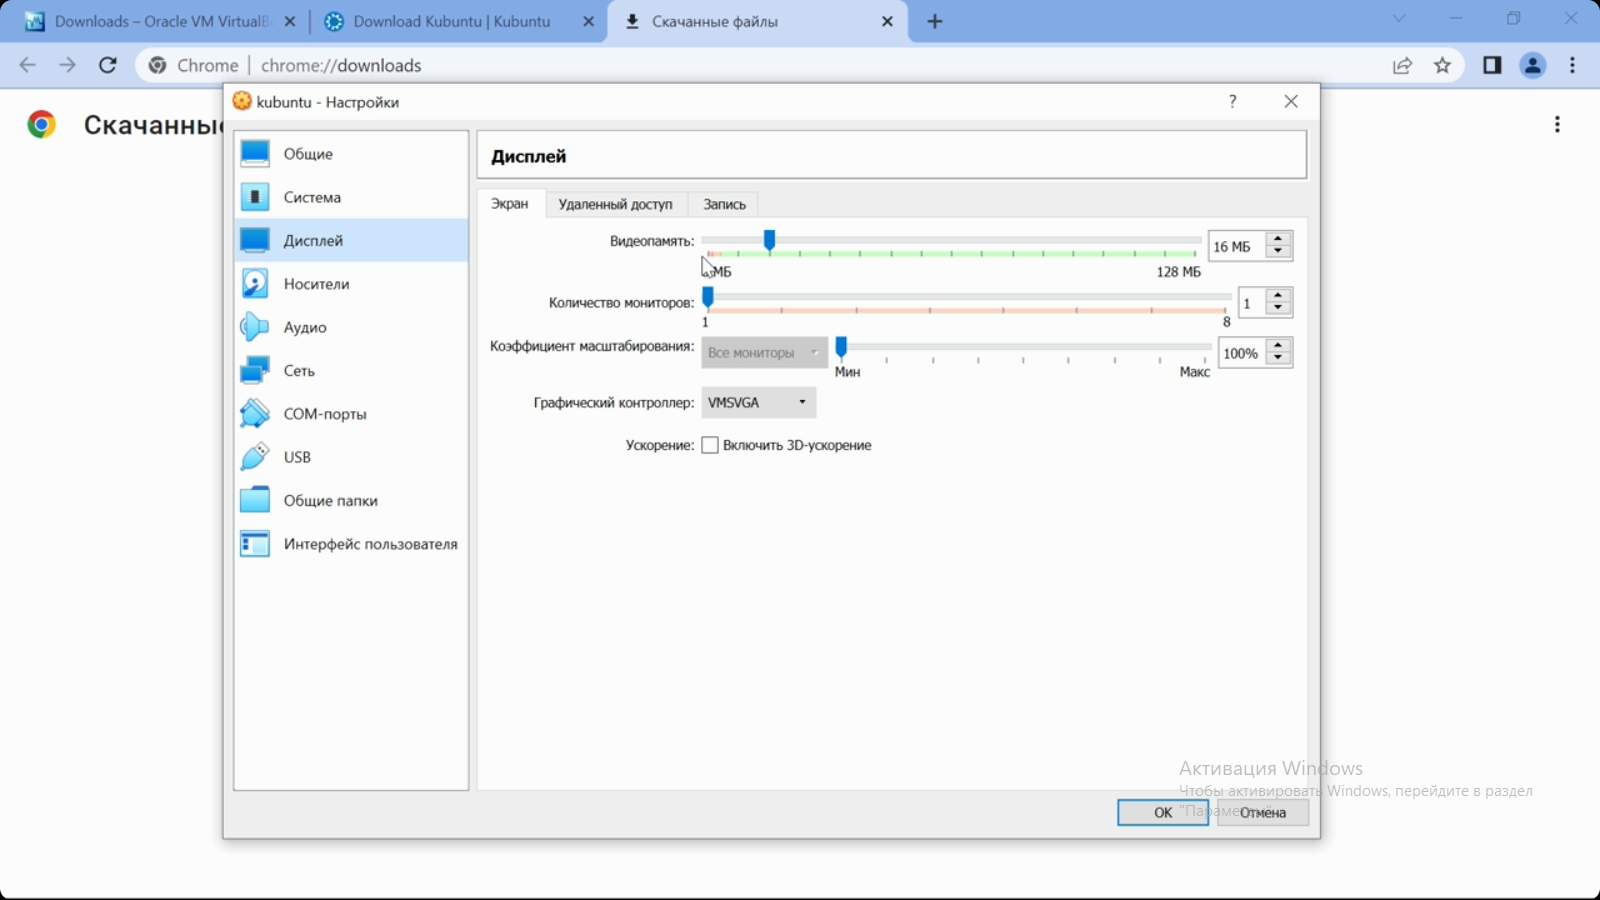 Downloads – Oracle VM VirtualB
Download Kubuntu | Kubuntu
Скачанные файлы
Chrome
chrome://downloads
kubuntu - Настройки
?
Скачанные
Общие
Система
Дисплей
Носители
Аудио
Сеть
COM-порты
USB
Общие папки
Интерфейс пользователя
Дисплей
Экран
Удаленный доступ
Запись
Видеопамять:
16 МБ
МБ
128 МБ
Количество мониторов:
1
1
8
Коэффициент масштабирования:
Все мониторы
100%
Мин
Макс
Графический контроллер:
VMSVGA
Ускорение:
Включить 3D-ускорение
Активация Windows
Чтобы активировать Windows, перейдите в раздел
"Параметры".
OK
Отмена